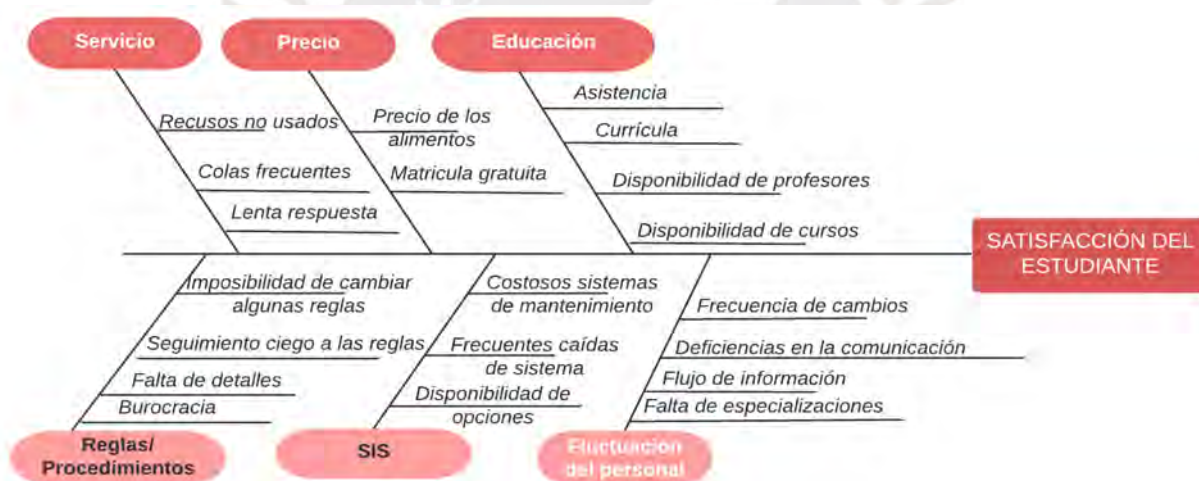 Servicio
Precio
Educación
Recusos no usados
Colas frecuentes
Lenta respuesta
Precio de los
alimentos
Matricula gratuita
Asistencia
Currícula
Disponibilidad de profesores
Disponibilidad de cursos
SATISFACCIÓN DEL
ESTUDIANTE
Imposibilidad de cambiar
algunas reglas
Seguimiento ciego a las reglas
Falta de detalles
Burocracia
Costosos sistemas
de mantenimiento
Frecuentes caídas
de sistema
Disponibilidad de
opciones
Frecuencia de cambios
Deficiencias en la comunicación
Flujo de información
Falta de especializaciones
Reglas/
Procedimientos
SIS
Fluctuación
del personal